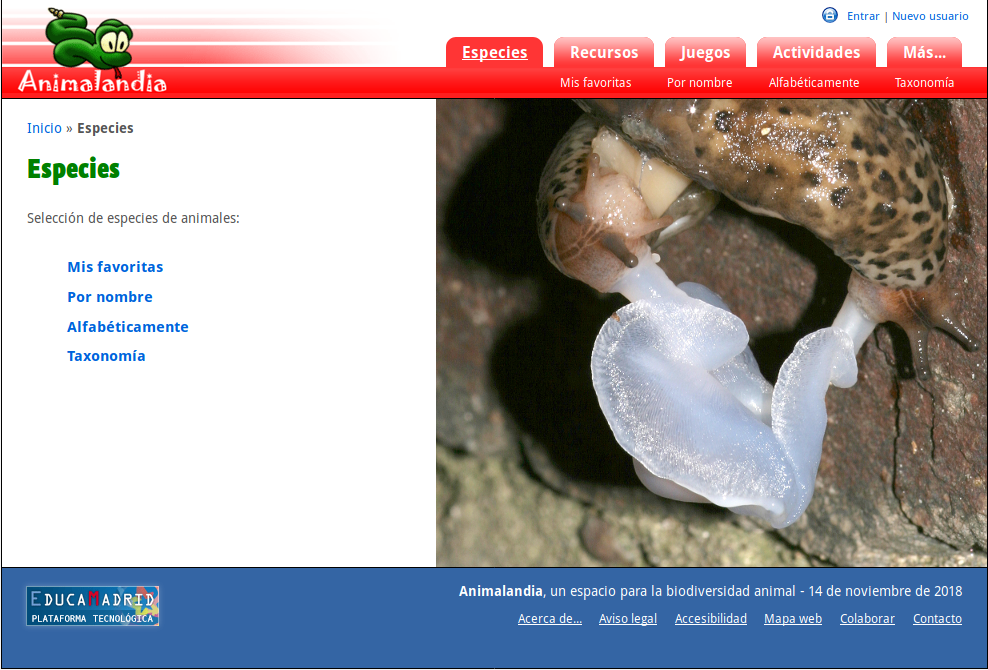 Entrar | Nuevo usuario
Animalandia
Especies Recursos Juegos Actividades Más...
Mis favoritas Por nombre Alfabéticamente Taxonomía
Inicio » Especies
Especies
Selección de especies de animales:
Mis favoritas
Por nombre
Alfabéticamente
Taxonomía
EDUCAMADRID
PLATAFORMA TECNOLÓGICA
Animalandia, un espacio para la biodiversidad animal - 14 de noviembre de 2018
Acerca de... Aviso legal Accesibilidad Mapa web Colaborar Contacto